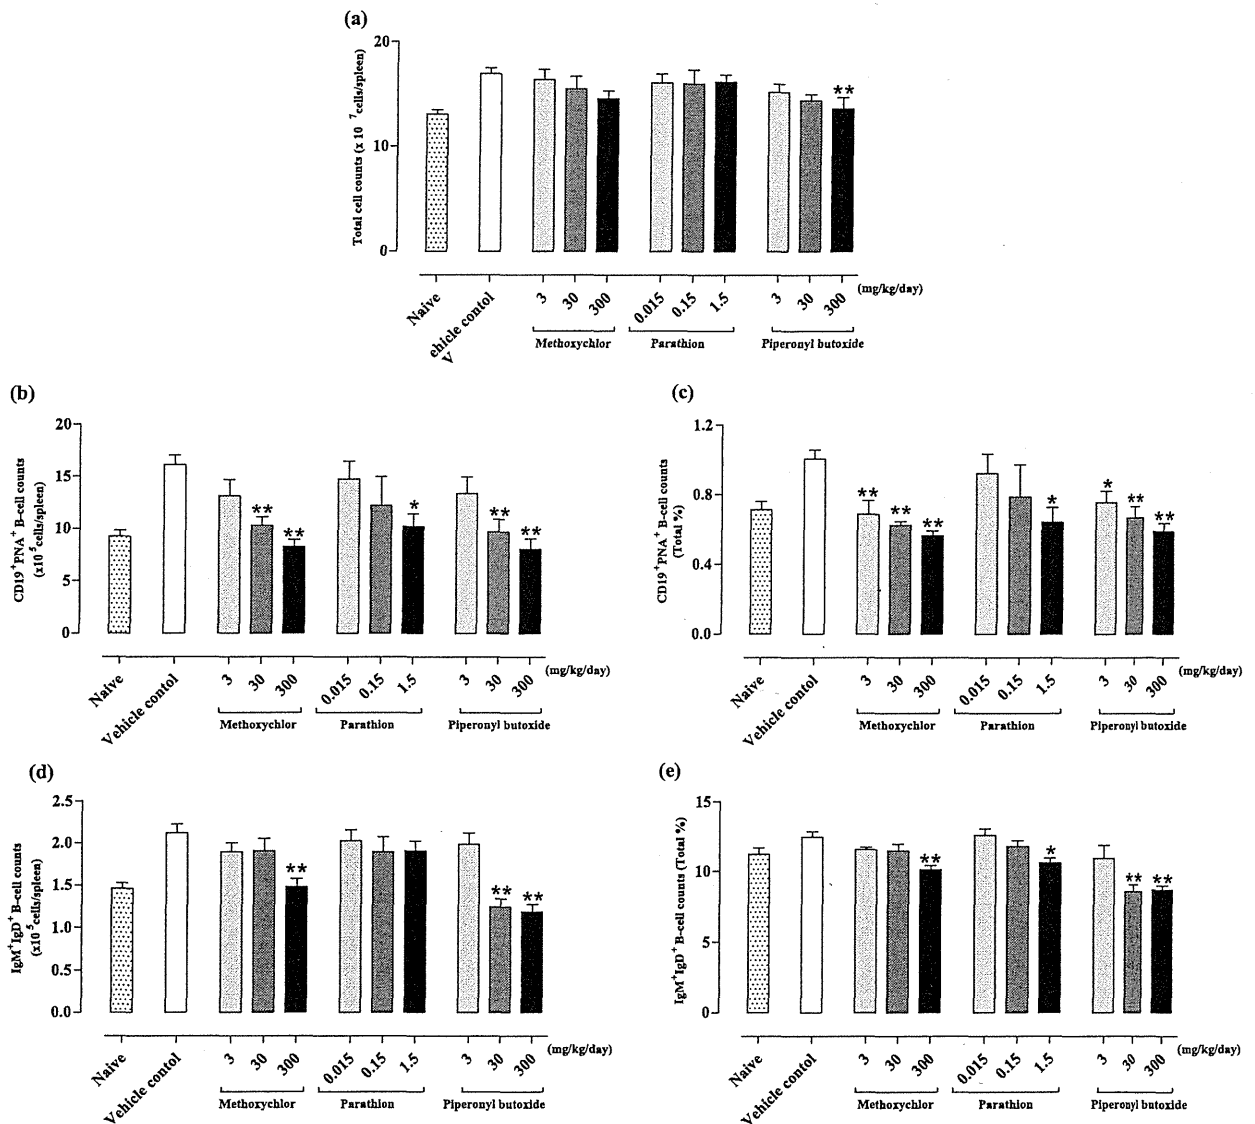 (a)
Total cell counts (x 10 7cells/spleen)
20
10
0
**
Naive
ehicle contol
V
3
30
300
0.015
0.15
1.5
3
30
300
(mg/kg/day)
Methoxychlor
Parathion
Piperonyl butoxide
(b)
CD19+PNA+ B-cell counts
(x10 5cells/spleen)
20
15
10
5
0
**
**
*
**
**
Naive
Vehicle contol
3
30
300
0.015
0.15
1.5
3
30
300
(mg/kg/day)
Methoxychlor
Parathion
Piperonyl butoxide
(c)
CD19+PNA+ B-cell counts
(Total %)
1.2
0.8
0.4
0.0
**
**
**
*
*
**
**
Naive
Vehicle contol
3
30
300
0.015
0.15
1.5
3
30
300
(mg/kg/day)
Methoxychlor
Parathion
Piperonyl butoxide
(d)
IgM+IgD+ B-cell counts
(x10 5cells/spleen)
2.5
2.0
1.5
1.0
0.5
0.0
**
**
**
Naive
Vehicle contol
3
30
300
0.015
0.15
1.5
3
30
300
(mg/kg/day)
Methoxychlor
Parathion
Piperonyl butoxide
(e)
IgM+IgD+ B-cell counts (Total %)
15
10
5
0
**
*
**
**
Naive
Vehicle contol
3
30
300
0.015
0.15
1.5
3
30
300
(mg/kg/day)
Methoxychlor
Parathion
Piperonyl butoxide